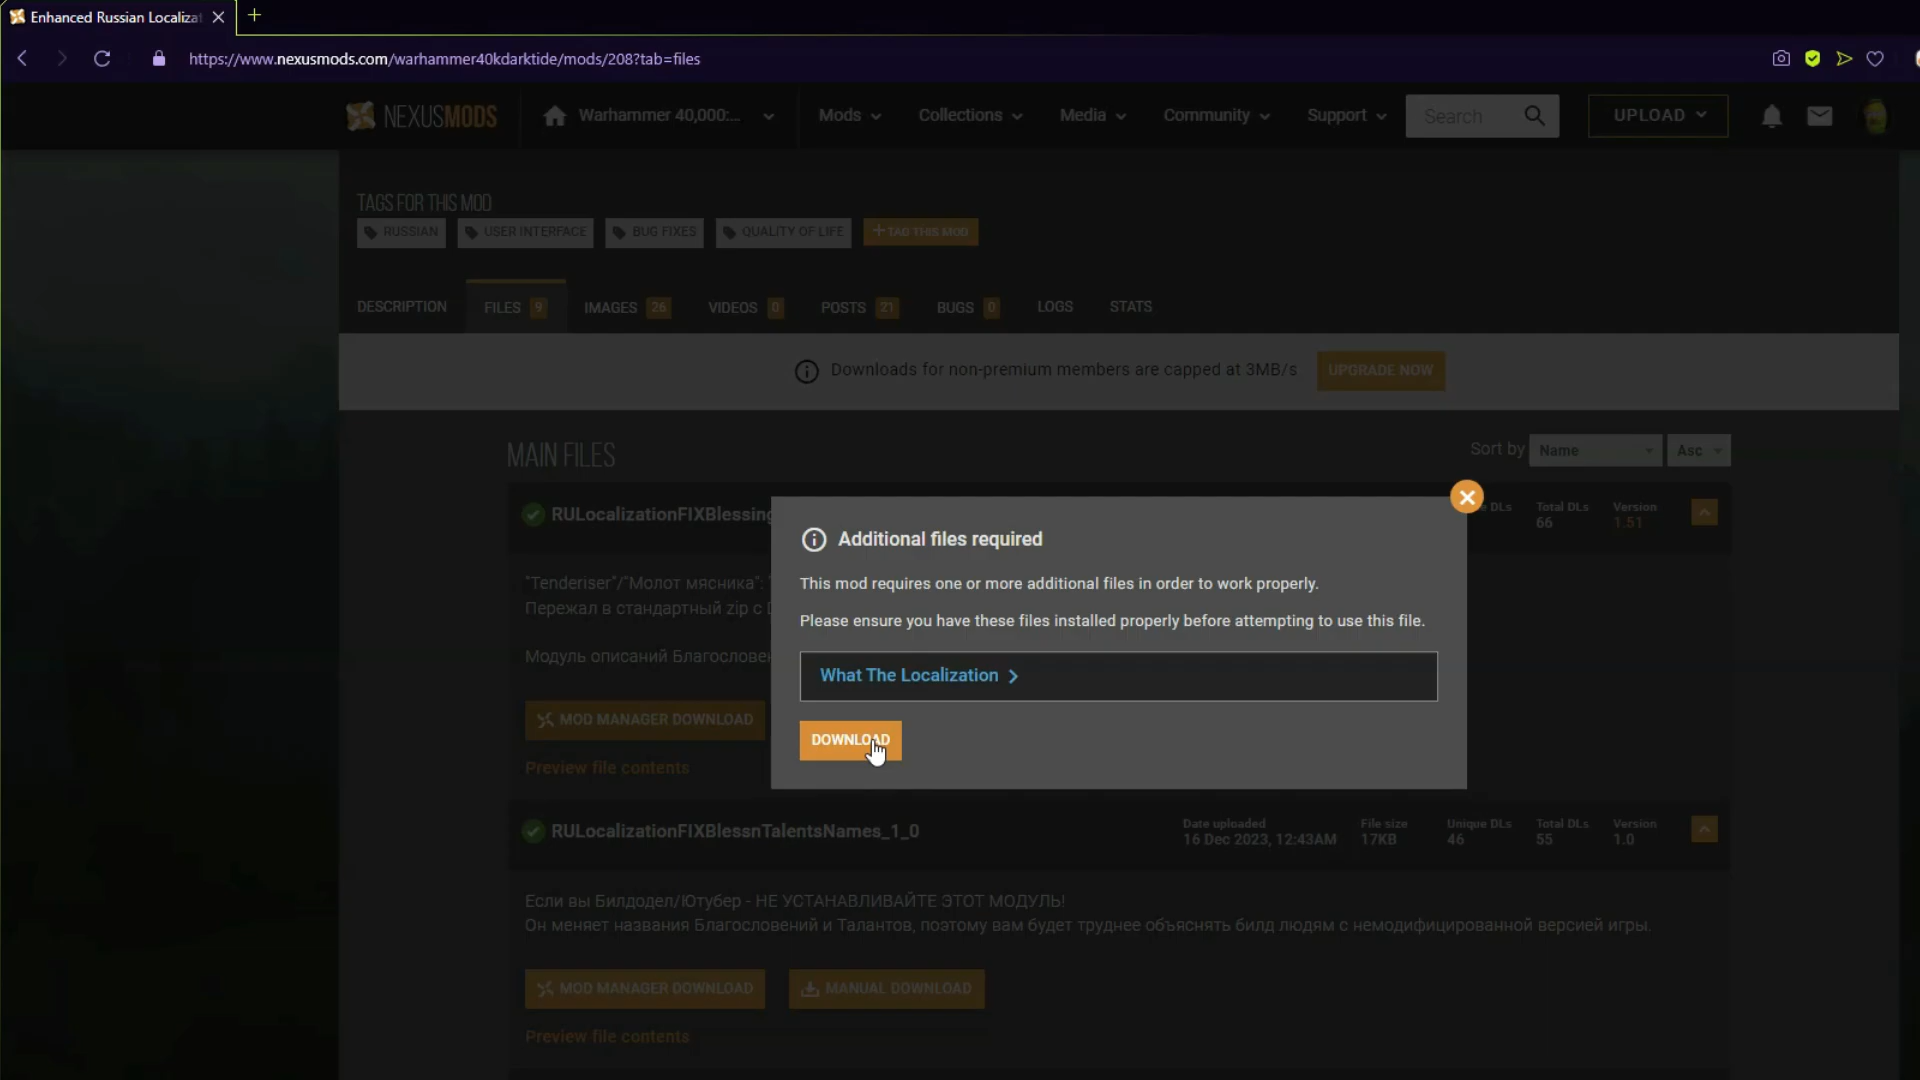 Enhanced Russian Localizat
https://www.nexusmods.com/warhammer40kdarktide/mods/208?tab=files
NEXUSMODS
Warhammer 40,000:...
Mods
Collections
Media
Community
Support
Search
UPLOAD
TAGS FOR THIS MOD
RUSSIAN
USER INTERFACE
BUG FIXES
QUALITY OF LIFE
+TAG THIS MOD
DESCRIPTION
FILES 9
IMAGES 26
VIDEOS 0
POSTS 21
BUGS 0
LOGS
STATS
Downloads for non-premium members are capped at 3MB/s
UPGRADE NOW
MAIN FILES
Sort by Name Asc
RULocalizationFIXBlessing
DLs
Total DLs
66
Version
1.51
Additional files required
This mod requires one or more additional files in order to work properly.
Please ensure you have these files installed properly before attempting to use this file.
What The Localization
DOWNLOAD
"Tenderiser"/"Молот мясника":
Пережал в стандартный zip с
Модуль описаний
MOD MANAGER DOWNLOAD
Preview file contents
RULocalizationFIXBlessnTalentsNames_1_0
Date uploaded
16 Dec 2023, 12:43AM
File size
17KB
Unique DLs
46
Total DLs
55
Version
1.0
Если вы Билдодел/Ютубер - НЕ УСТАНАВЛИВАЙТЕ ЭТОТ МОДУЛЬ!
Он меняет названия Благословений и Талантов, поэтому вам будет труднее объяснять билд людям с немодифицированной версией игры.
MOD MANAGER DOWNLOAD
MANUAL DOWNLOAD
Preview file contents